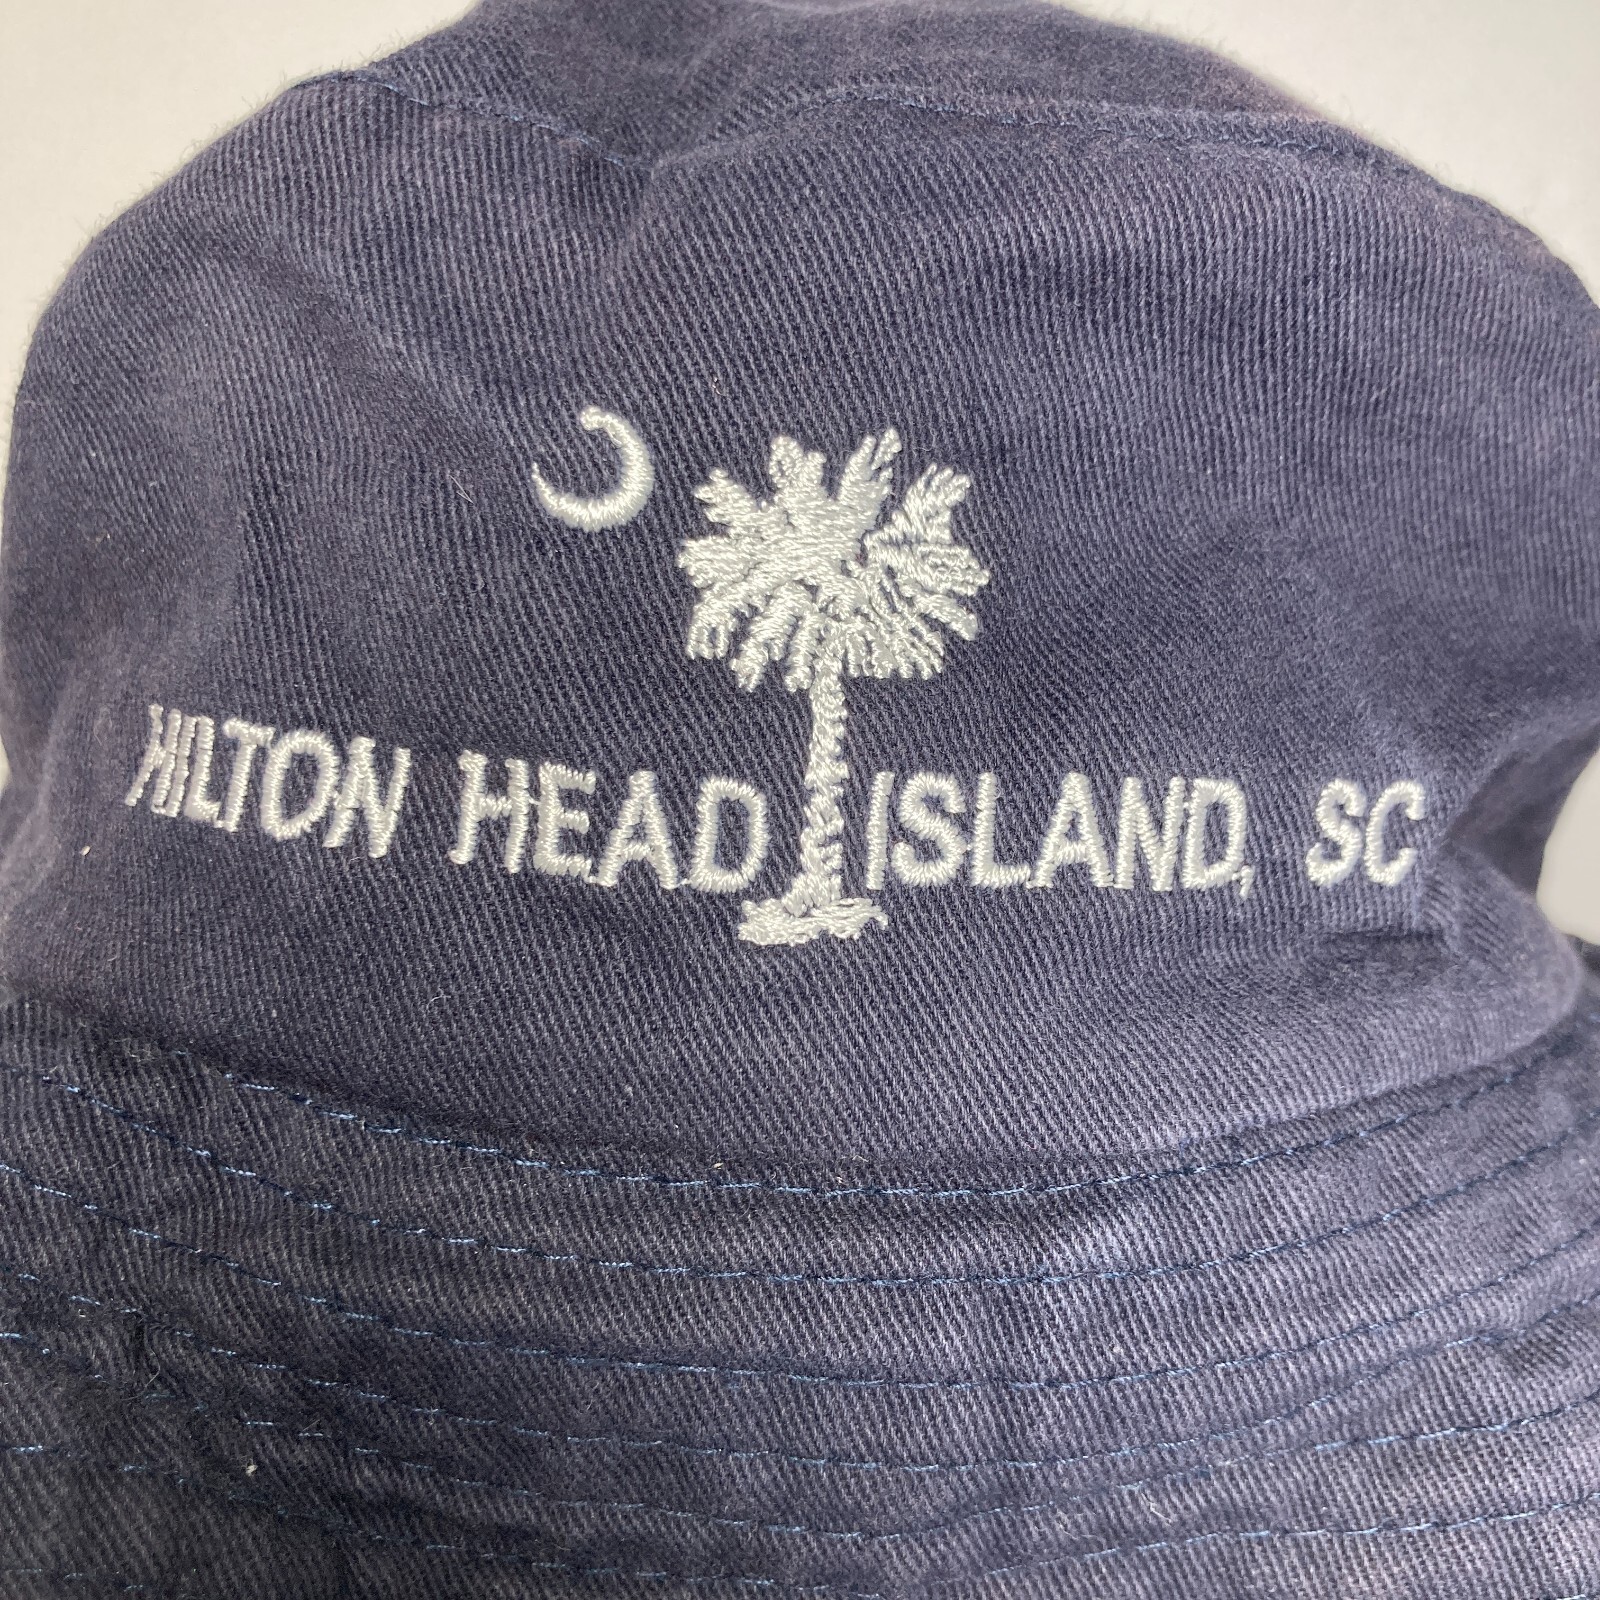 HILTON HEAD ISLAND, SC